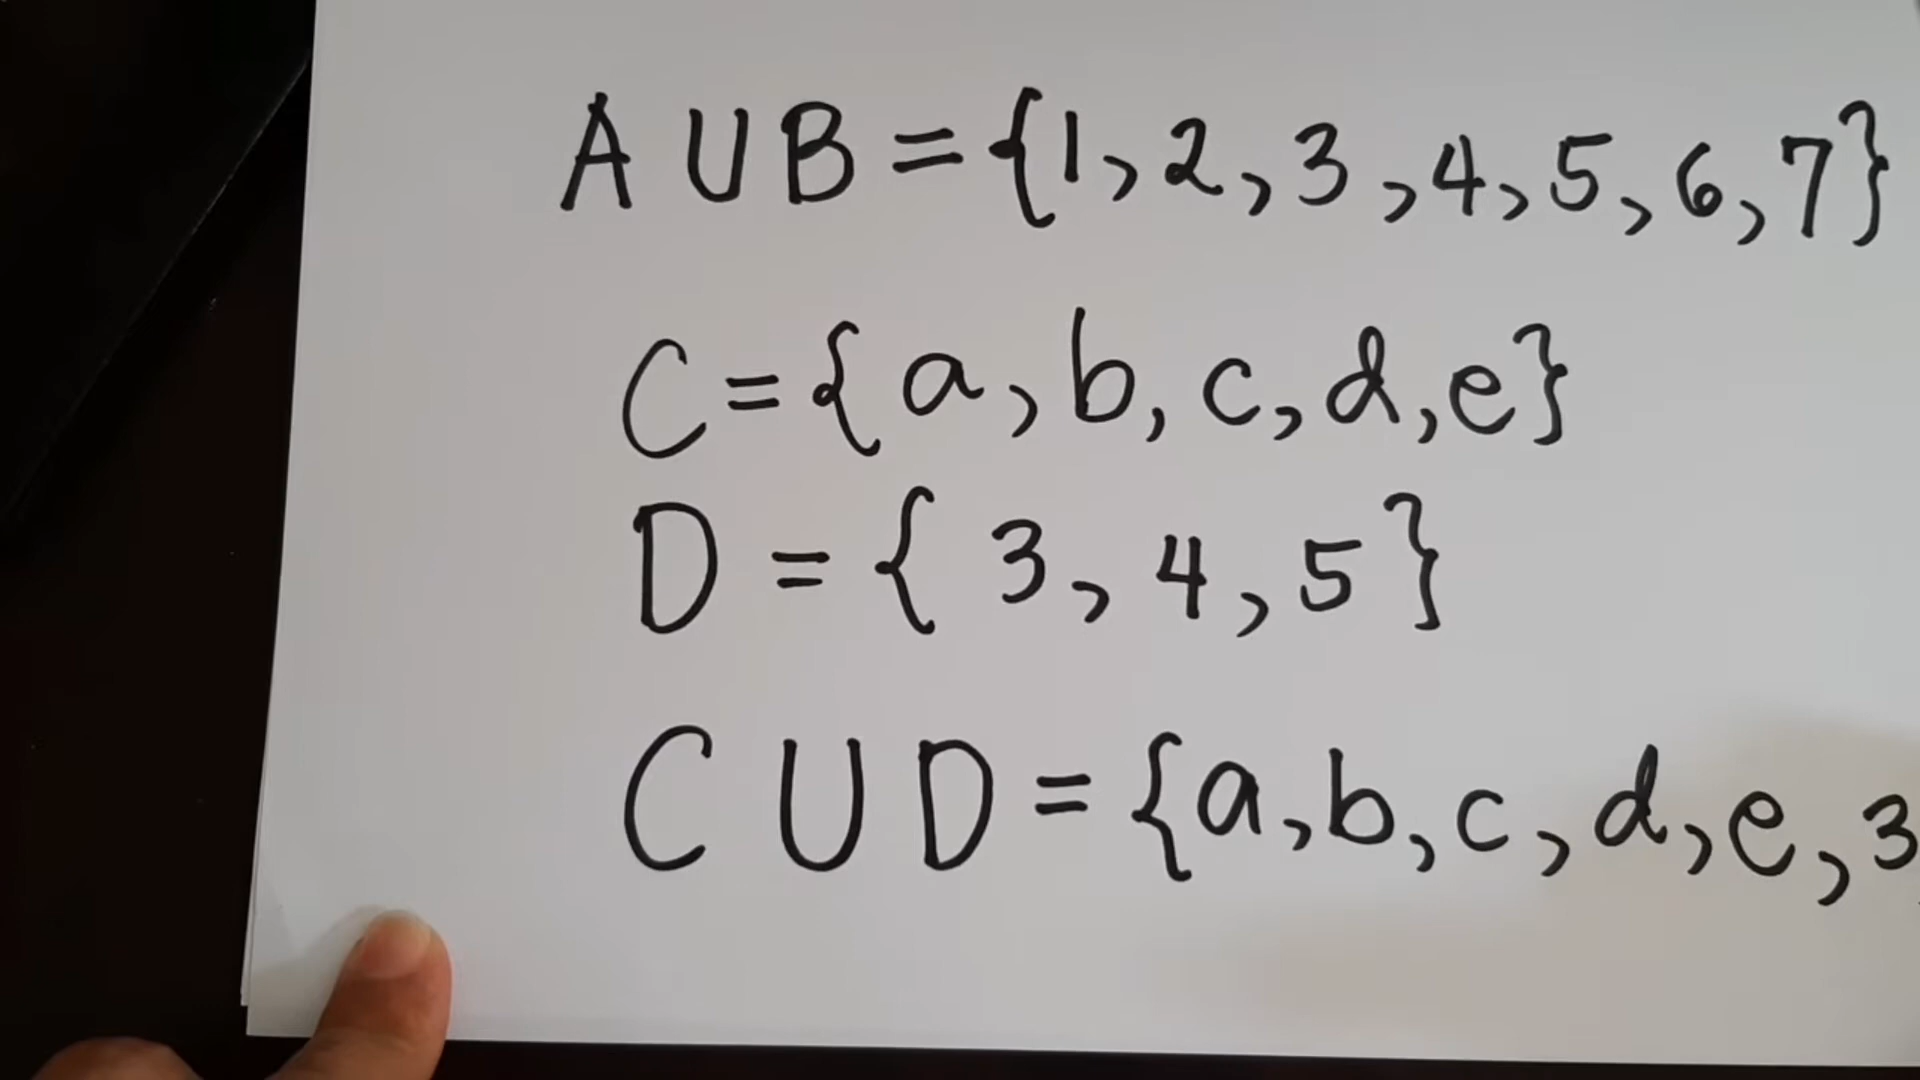 A U B = {1, 2, 3, 4, 5, 6, 7}
C = {a, b, c, d, e}
D = {3, 4, 5}
C U D = {a, b, c, d, e, 3